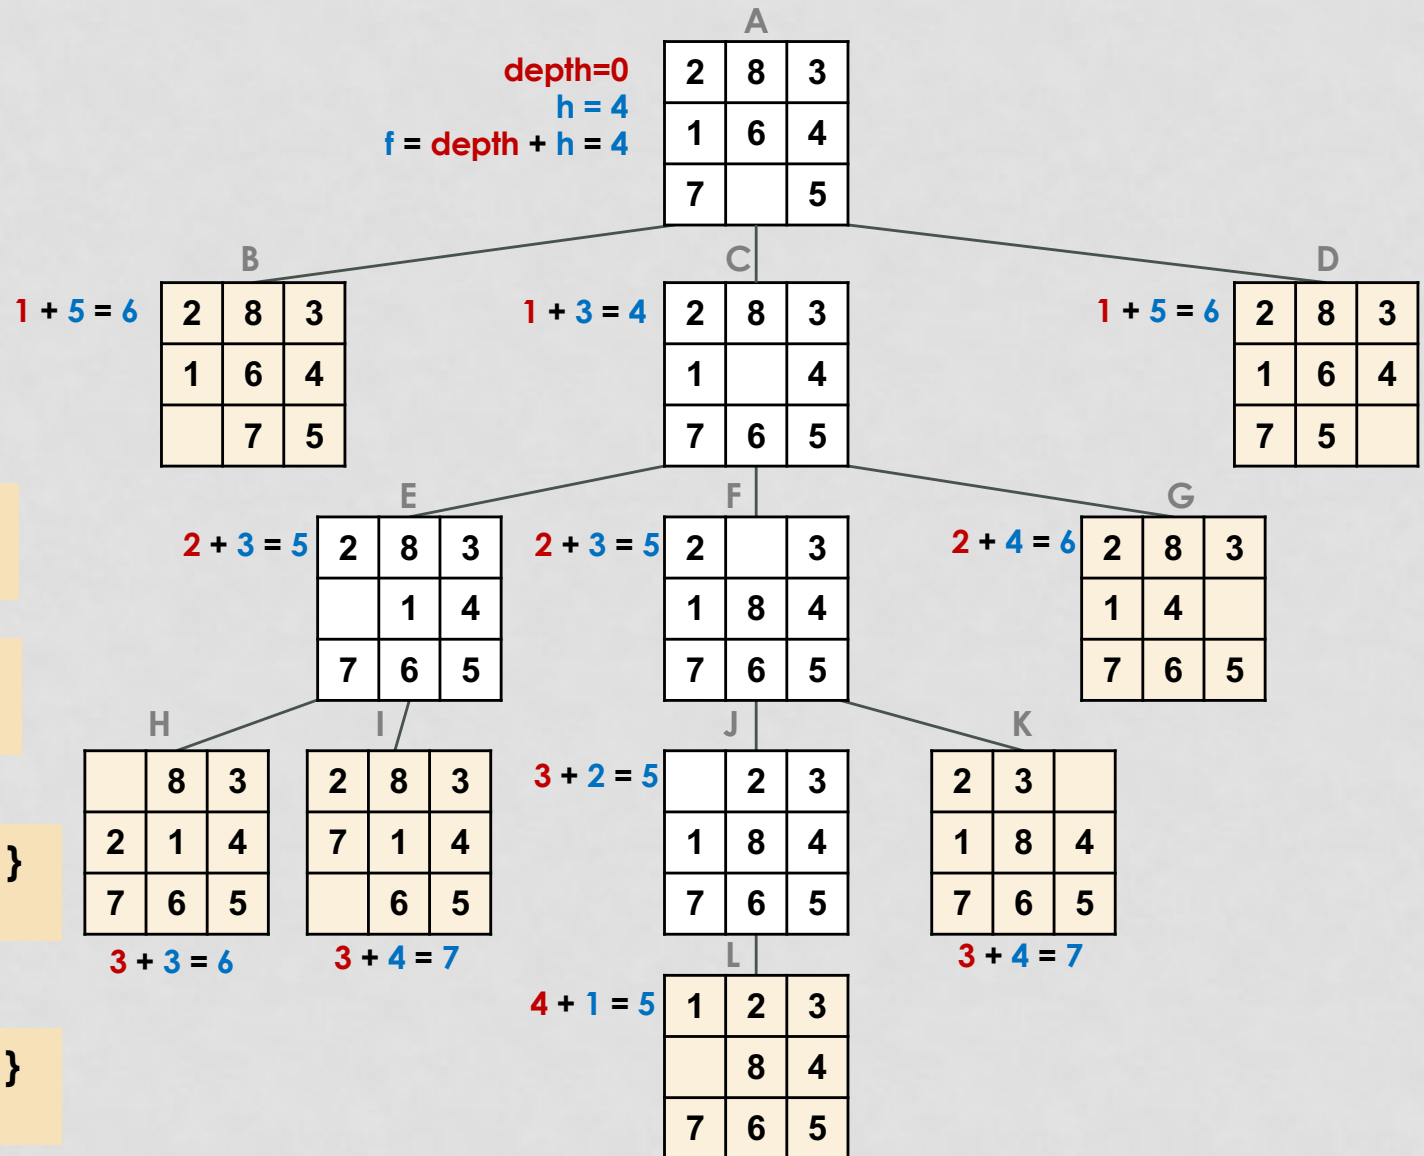 A
depth=0
h = 4
f = depth + h = 4
2 8 3
1 6 4
7 5
B
1 + 5 = 6
2 8 3
1 6 4
7 5
C
1 + 3 = 4
2 8 3
1 4
7 6 5
D
1 + 5 = 6
2 8 3
1 6 4
7 5
E
2 + 3 = 5
2 8 3
1 4
7 6 5
F
2 + 3 = 5
2 3
1 8 4
7 6 5
G
2 + 4 = 6
2 8 3
1 4
7 6 5
H
8 3
2 1 4
7 6 5
3 + 3 = 6
I
2 8 3
7 1 4
6 5
3 + 4 = 7
J
3 + 2 = 5
2 3
1 8 4
7 6 5
K
2 3
1 8 4
7 6 5
3 + 4 = 7
L
4 + 1 = 5
1 2 3
8 4
7 6 5
}
}